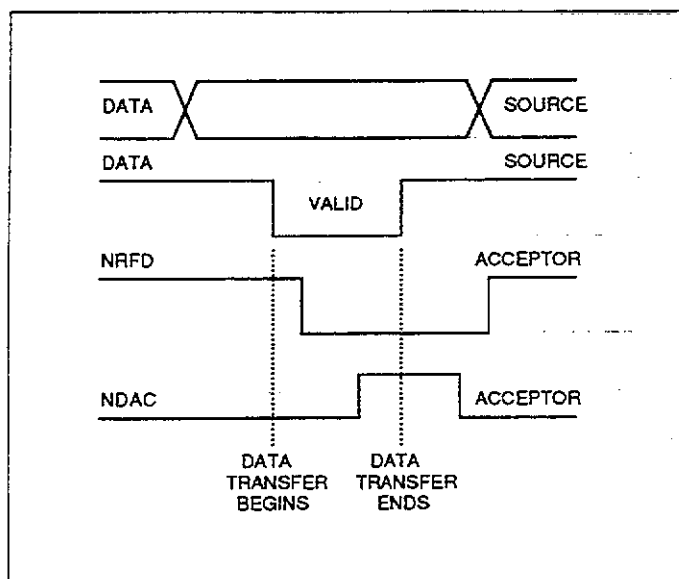 DATA SOURCE
DATA SOURCE
VALID
NRFD ACCEPTOR
NDAC ACCEPTOR
DATA TRANSFER BEGINS
DATA TRANSFER ENDS